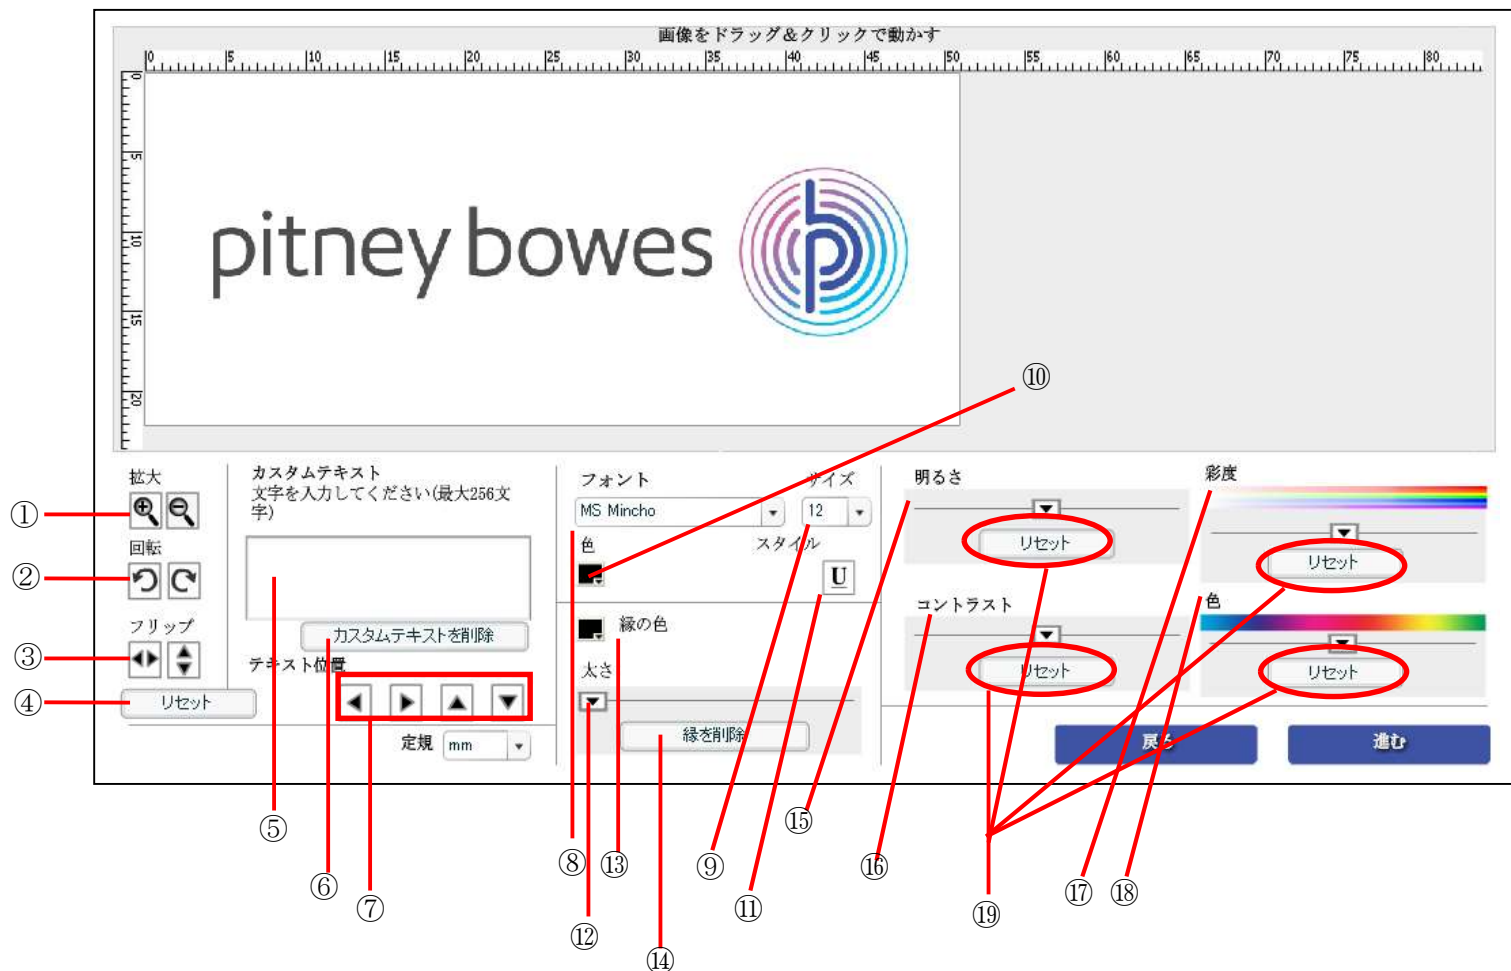 画像をドラッグ&クリックで動かす
0 5 10 15 20 25 30 35 40 45 50 55 60 65 70 75 80
0
5
10
15
20
pitney bowes
⑩
拡大
①
回転
②
フリップ
③
④ リセット
カスタムテキスト
文字を入力してください(最大256文
字)
カスタムテキストを削除
テキスト位置
定規 mm
フォント サイズ
MS Mincho 12
色 スタイル
U
縁の色
太さ
縁を削除
明るさ
リセット
コントラスト
リセット
彩度
リセット
色
リセット
戻る 進む
⑤
⑥
⑦
⑧
⑬
⑨
⑪
⑫
⑭
⑮
⑯
⑲
⑰
⑱